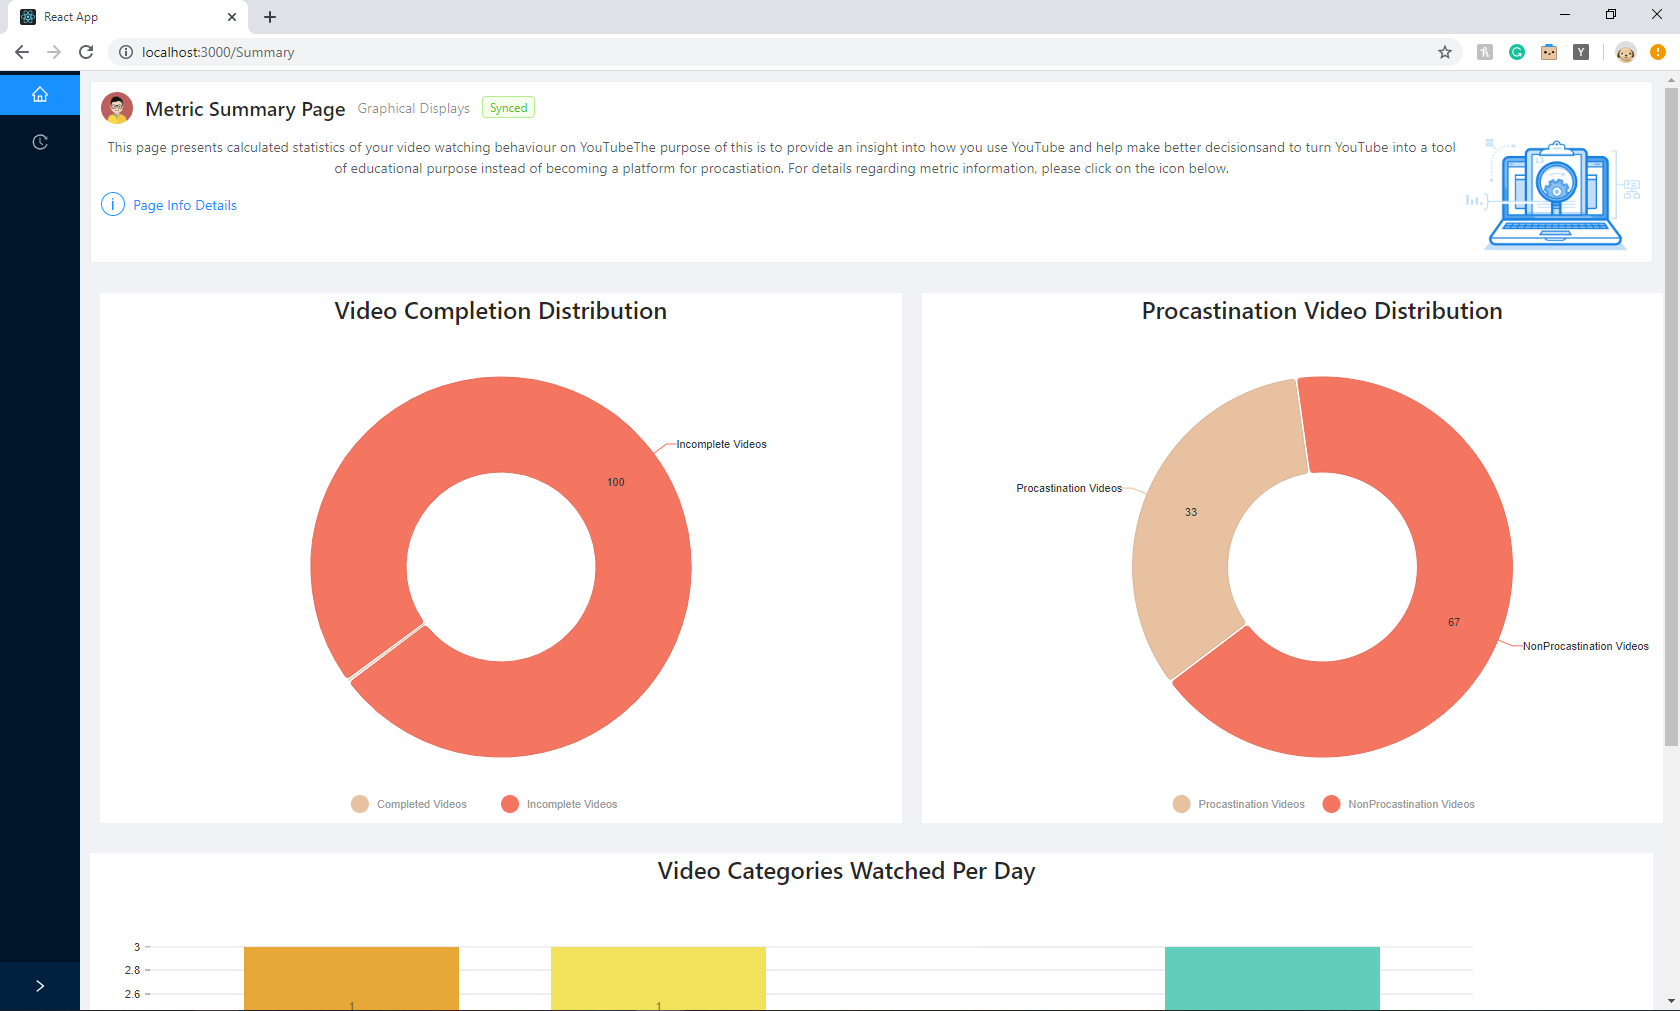 React App
localhost:3000/Summary
Y
Metric Summary Page Graphical Displays Synced
This page presents calculated statistics of your video watching behaviour on YouTubeThe purpose of this is to provide an insight into how you use YouTube and help make better decisionsand to turn YouTube into a tool
of educational purpose instead of becoming a platform for procastiation. For details regarding metric information, please click on the icon below.
Page Info Details
Video Completion Distribution
Incomplete Videos
100
Completed Videos
Incomplete Videos
Procastination Video Distribution
Procastination Videos
33
67
NonProcastination Videos
Procastination Videos
NonProcastination Videos
Video Categories Watched Per Day
3
2.8
2.6
1
1